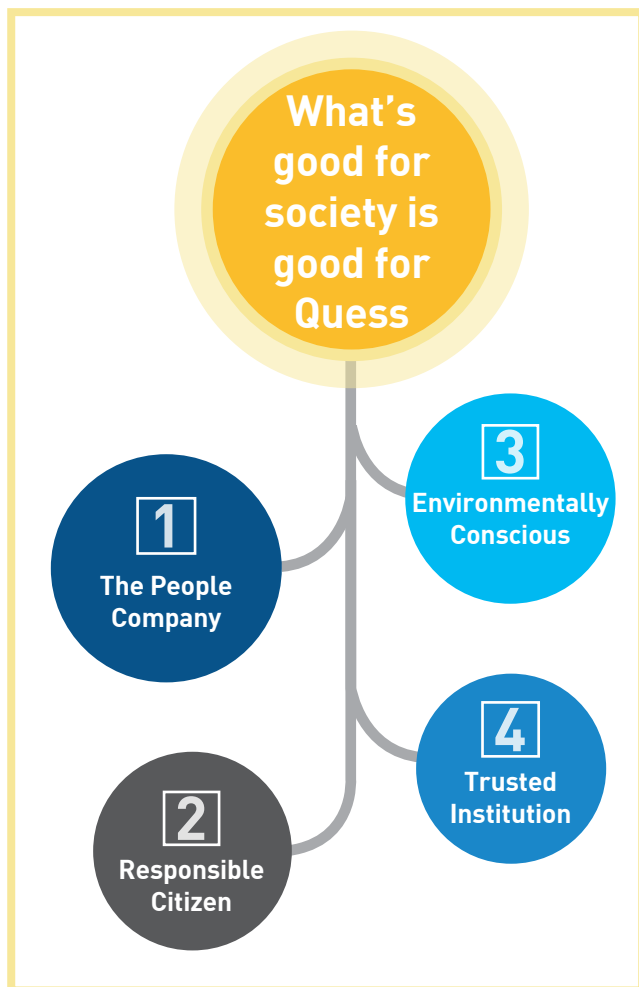 What's
good for
society is
good for
Quess
1
The People
Company
2
Responsible
Citizen
3
Environmentally
Conscious
4
Trusted
Institution